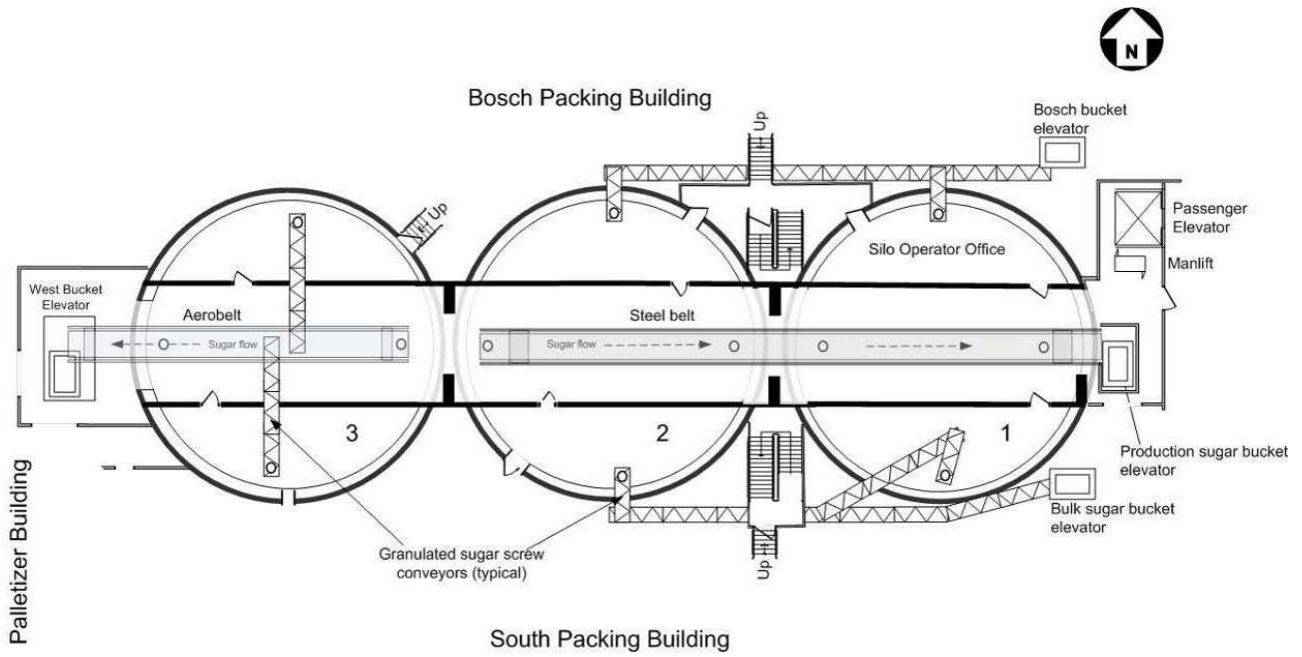 N
Bosch Packing Building
Up
Bosch bucket
elevator
Up
Passenger
Elevator
Silo Operator Office
Manlift
West Bucket
Elevator
Aerobelt
Steel belt
Sugar flow
Sugar flow
3
2
1
Production sugar bucket
elevator
Bulk sugar bucket
elevator
Granulated sugar screw
conveyors (typical)
Up
Palletizer Building
South Packing Building